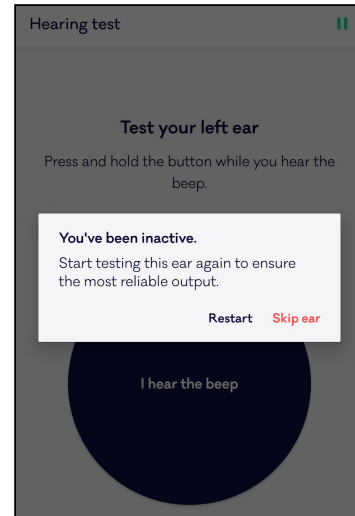 Hearing test
Test your left ear
Press and hold the button while you hear the
beep.
You've been inactive.
Start testing this ear again to ensure
the most reliable output.
Restart Skip ear
I hear the beep